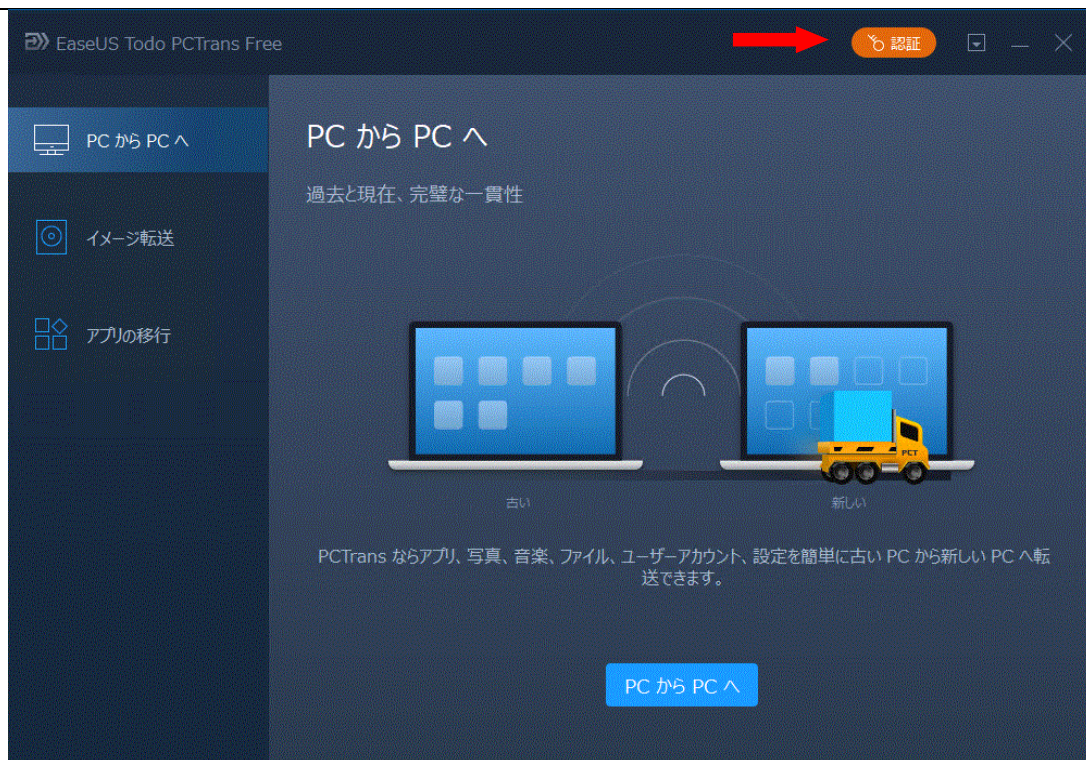 EaseUS Todo PCTrans Free
認証
PC から PC へ
イメージ転送
アプリの移行
PC から PC へ
過去と現在、完璧な一貫性
PCT
古い
新しい
PCTrans ならアプリ、写真、音楽、ファイル、ユーザーアカウント、設定を簡単に古い PC から新しい PC へ転
送できます。
PC から PC へ